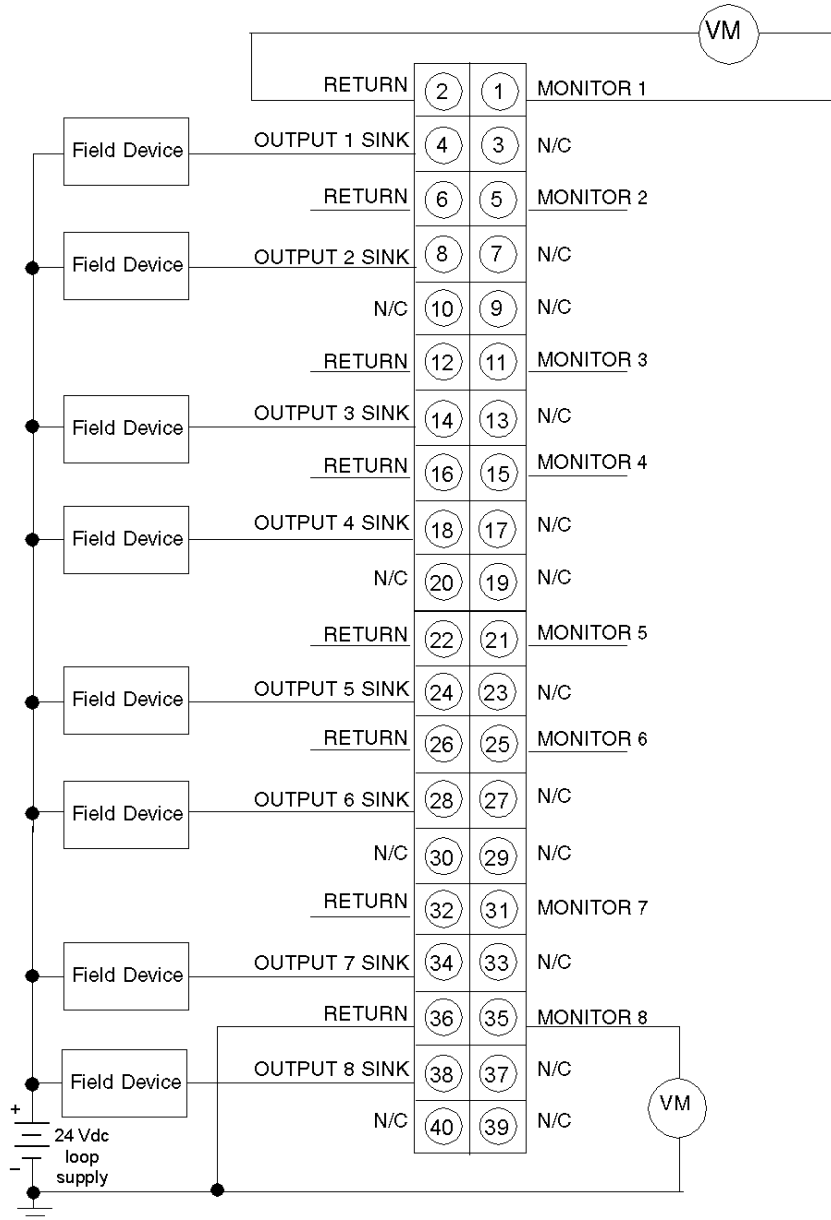 VM
RETURN 2 1 MONITOR 1
Field Device OUTPUT 1 SINK 4 3 N/C
RETURN 6 5 MONITOR 2
Field Device OUTPUT 2 SINK 8 7 N/C
N/C 10 9 N/C
RETURN 12 11 MONITOR 3
Field Device OUTPUT 3 SINK 14 13 N/C
RETURN 16 15 MONITOR 4
Field Device OUTPUT 4 SINK 18 17 N/C
N/C 20 19 N/C
RETURN 22 21 MONITOR 5
Field Device OUTPUT 5 SINK 24 23 N/C
RETURN 26 25 MONITOR 6
Field Device OUTPUT 6 SINK 28 27 N/C
N/C 30 29 N/C
RETURN 32 31 MONITOR 7
Field Device OUTPUT 7 SINK 34 33 N/C
RETURN 36 35 MONITOR 8
Field Device OUTPUT 8 SINK 38 37 N/C
VM
N/C 40 39 N/C
+
24 Vdc
loop
supply
–